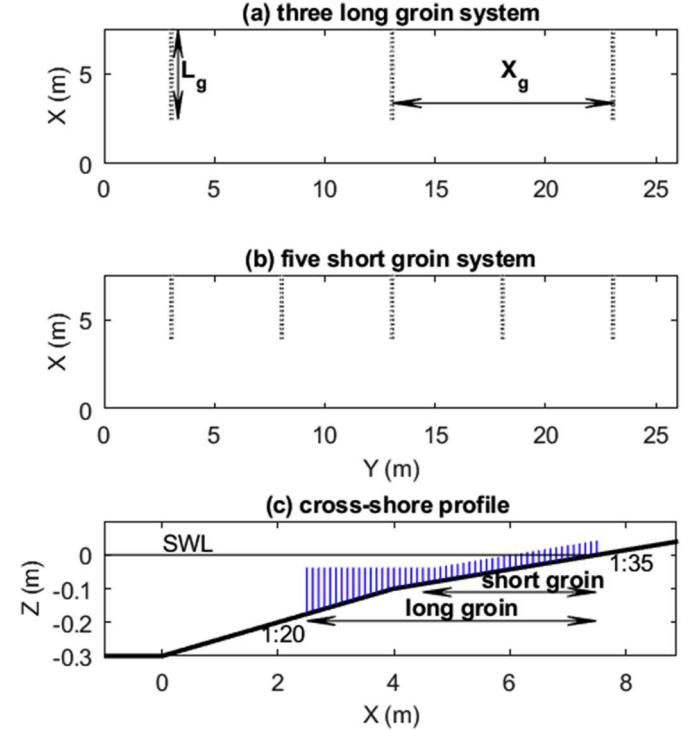 (a) three long groin system
X (m)
5
0
L_g
X_g
0 5 10 15 20 25
(b) five short groin system
X (m)
5
0
0 5 10 15 20 25
Y (m)
(c) cross-shore profile
Z (m)
0
-0.1
-0.2
-0.3
SWL
1:35
short groin
long groin
1:20
0 2 4 6 8
X (m)